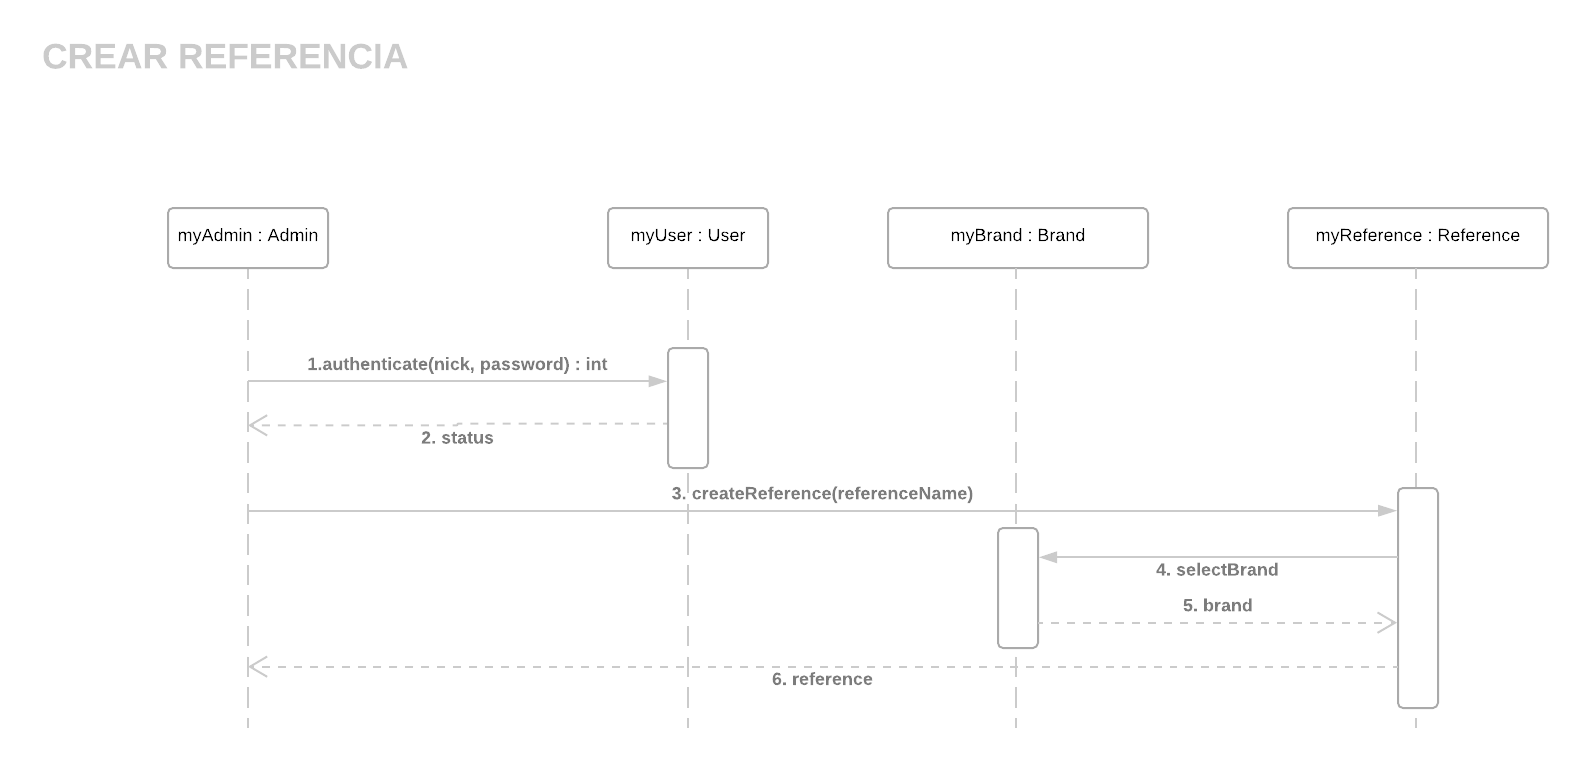 CREAR REFERENCIA
myAdmin : Admin
myUser : User
myBrand : Brand
myReference : Reference
1.authenticate(nick, password) : int
2. status
3. createReference(referenceName)
4. selectBrand
5. brand
6. reference